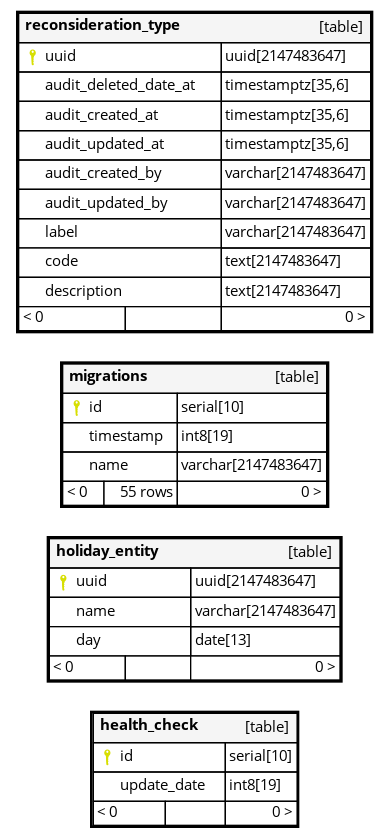 reconsideration_type [table]
uuid uuid[2147483647]
audit_deleted_date_at timestamptz[35,6]
audit_created_at timestamptz[35,6]
audit_updated_at timestamptz[35,6]
audit_created_by varchar[2147483647]
audit_updated_by varchar[2147483647]
label varchar[2147483647]
code text[2147483647]
description text[2147483647]
< 0 0 >
migrations [table]
id serial[10]
timestamp int8[19]
name varchar[2147483647]
< 0 55 rows 0 >
holiday_entity [table]
uuid uuid[2147483647]
name varchar[2147483647]
day date[13]
< 0 0 >
health_check [table]
id serial[10]
update_date int8[19]
< 0 0 >